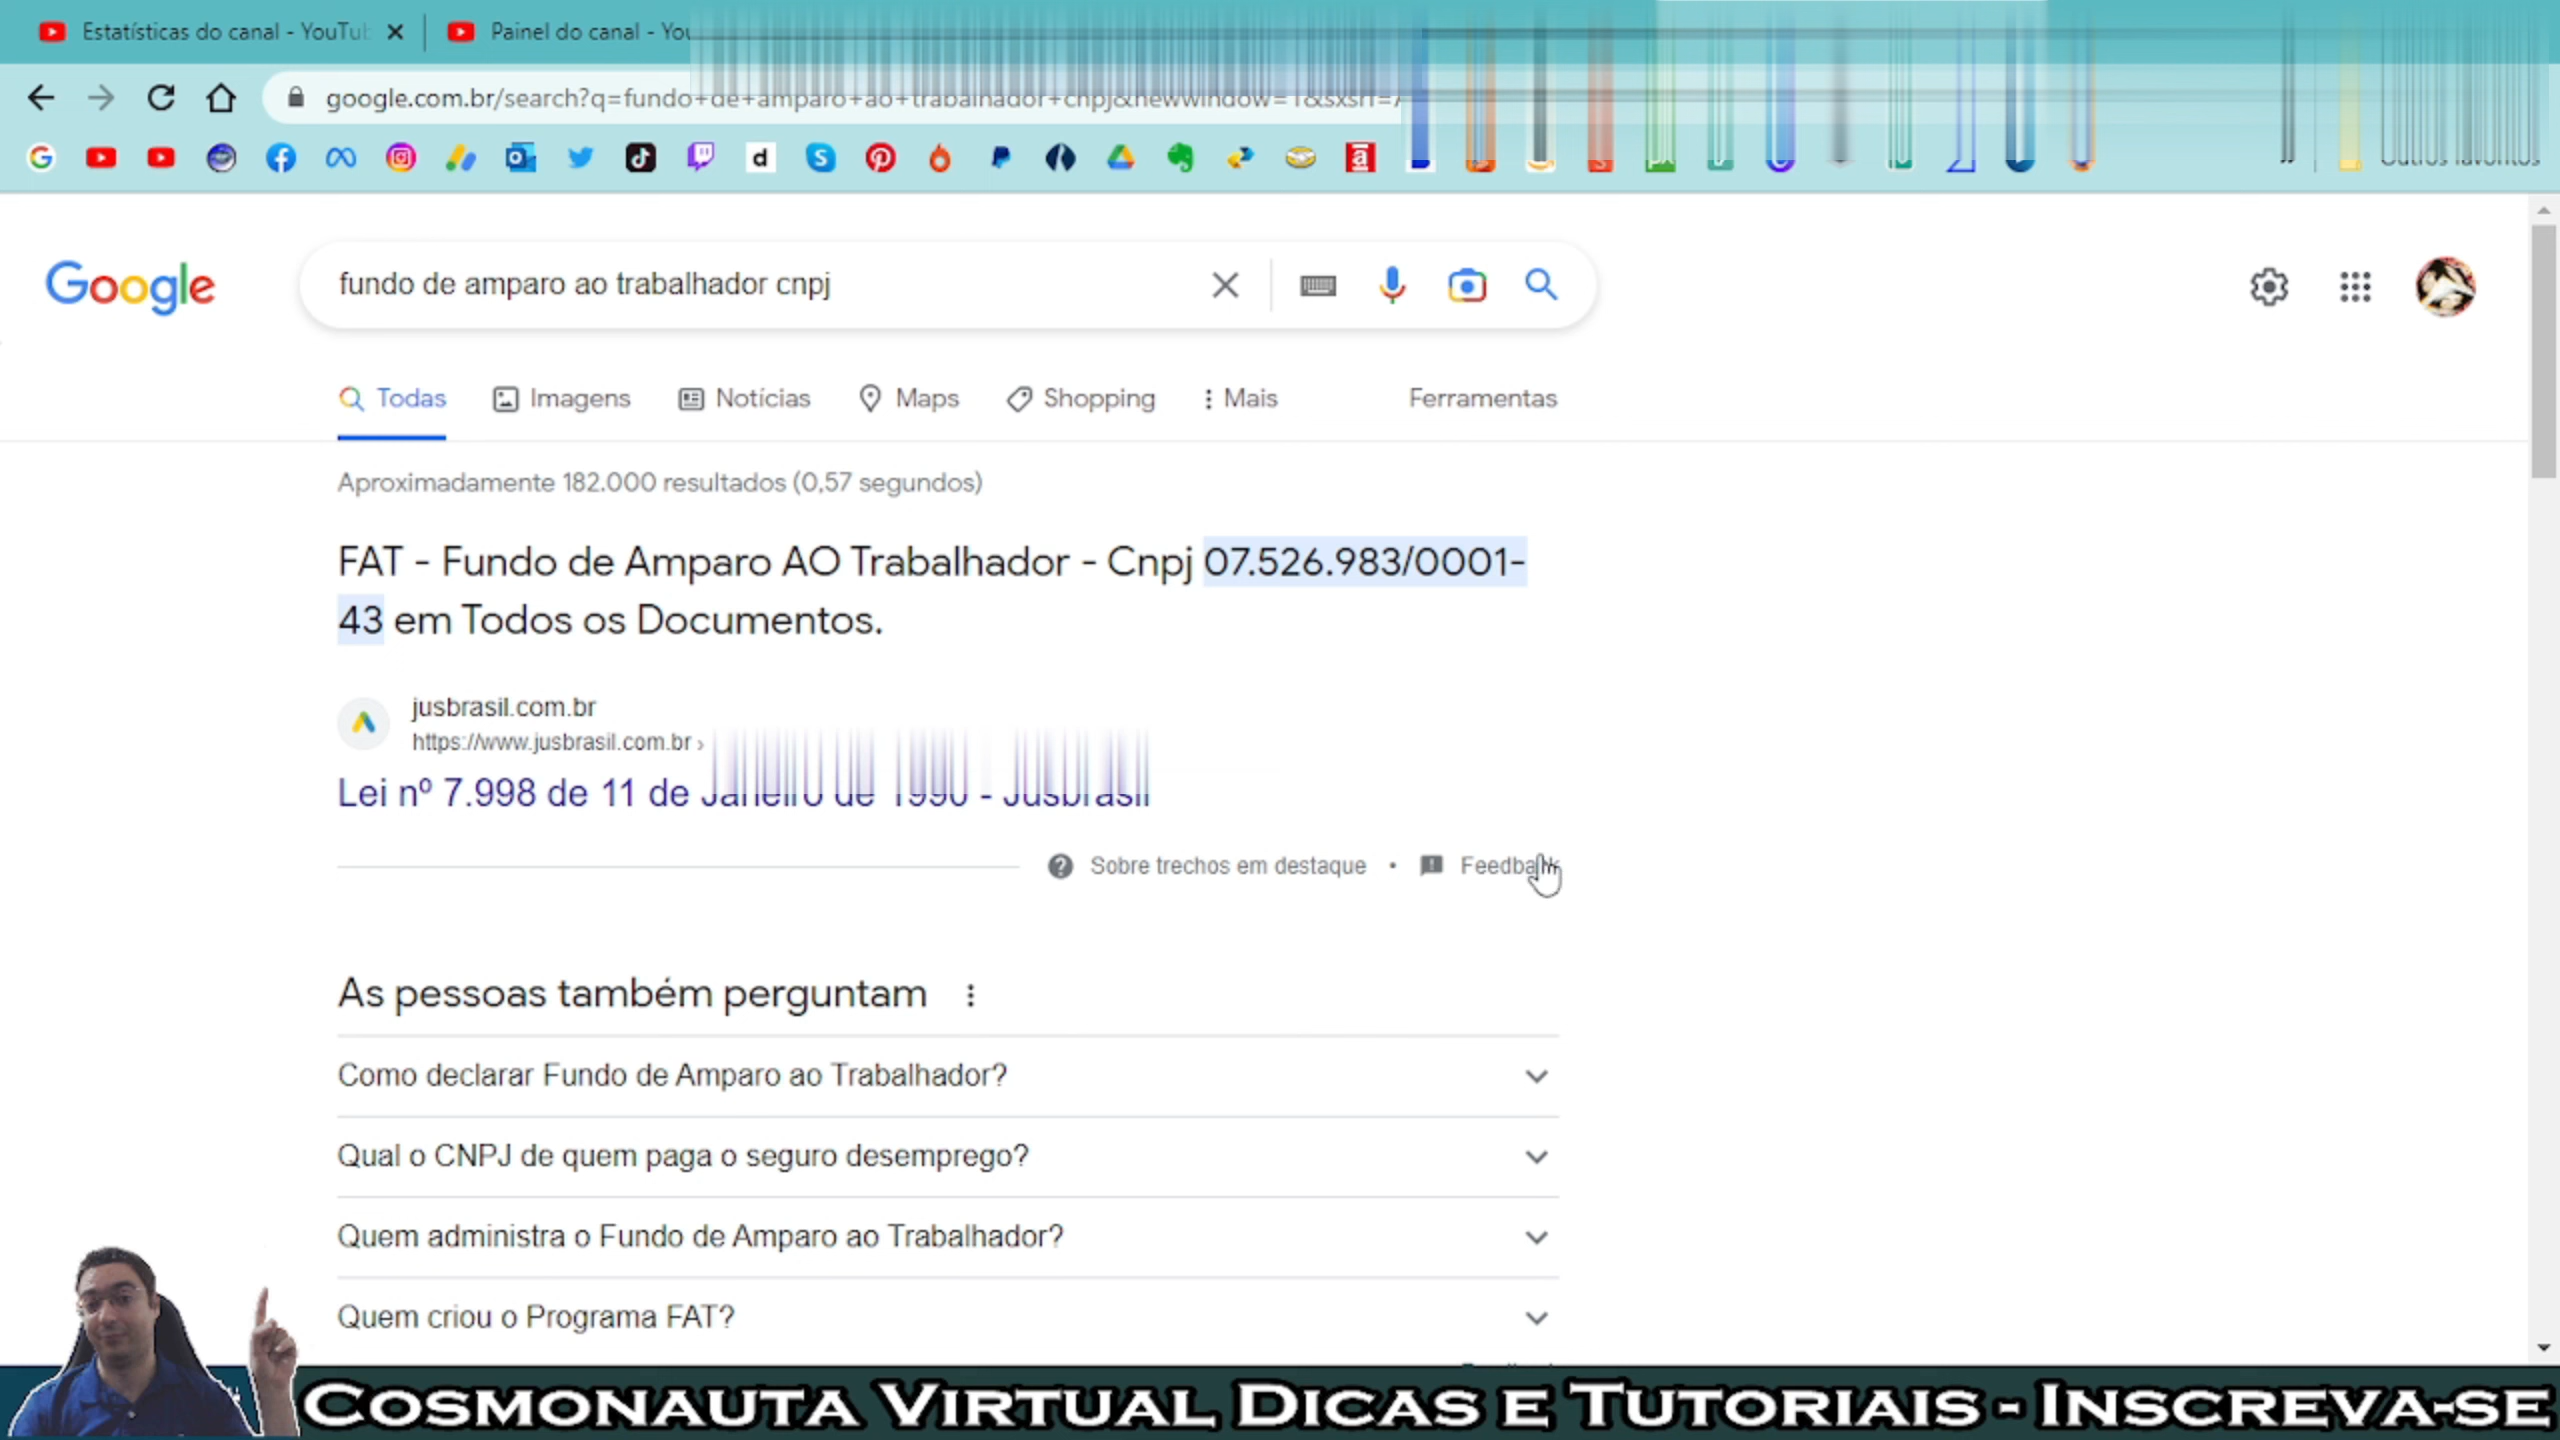 Estatísticas do canal - YouTub
Painel do canal - You
google.com.br/search?q=fundo+de+amparo+ao+trabalhador+cnpj&newwindow=1&sxsrf=
Google
fundo de amparo ao trabalhador cnpj
Todas Imagens Notícias Maps Shopping Mais Ferramentas
Aproximadamente 182.000 resultados (0,57 segundos)
FAT - Fundo de Amparo AO Trabalhador - Cnpj 07.526.983/0001-
43 em Todos os Documentos.
jusbrasil.com.br
https://www.jusbrasil.com.br ›
Lei nº 7.998 de 11 de Janeiro de 1990 - Jusbrasil
Sobre trechos em destaque • Feedback
As pessoas também perguntam
Como declarar Fundo de Amparo ao Trabalhador?
Qual o CNPJ de quem paga o seguro desemprego?
Quem administra o Fundo de Amparo ao Trabalhador?
Quem criou o Programa FAT?
COSMONAUTA VIRTUAL DICAS E TUTORIAIS - INSCREVA-SE